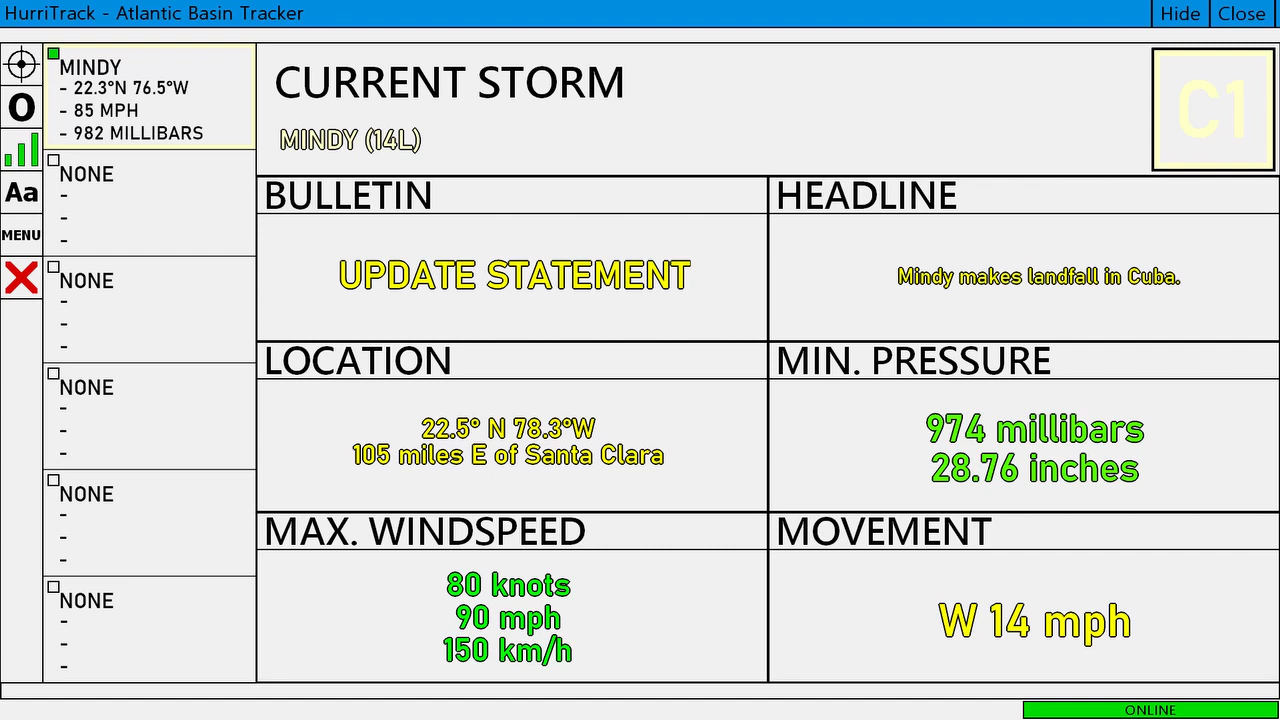 HurriTrack - Atlantic Basin Tracker
Hide
Close
O
Aa
MENU
MINDY
- 22.3°N 76.5°W
- 85 MPH
- 982 MILLIBARS
NONE
-
-
-
NONE
-
-
-
NONE
-
-
-
NONE
-
-
-
NONE
-
-
-
CURRENT STORM
MINDY (14L)
C1
BULLETIN
UPDATE STATEMENT
HEADLINE
Mindy makes landfall in Cuba.
LOCATION
22.5° N 78.3°W
105 miles E of Santa Clara
MIN. PRESSURE
974 millibars
28.76 inches
MAX. WINDSPEED
80 knots
90 mph
150 km/h
MOVEMENT
W 14 mph
ONLINE